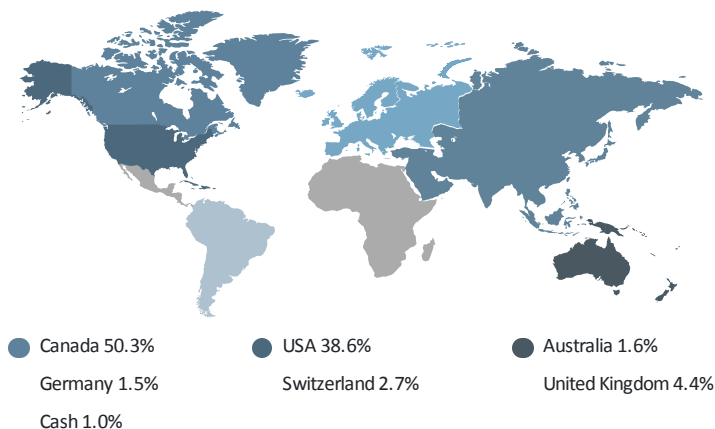 Canada 50.3%
USA 38.6%
Australia 1.6%
Germany 1.5%
Switzerland 2.7%
United Kingdom 4.4%
Cash 1.0%